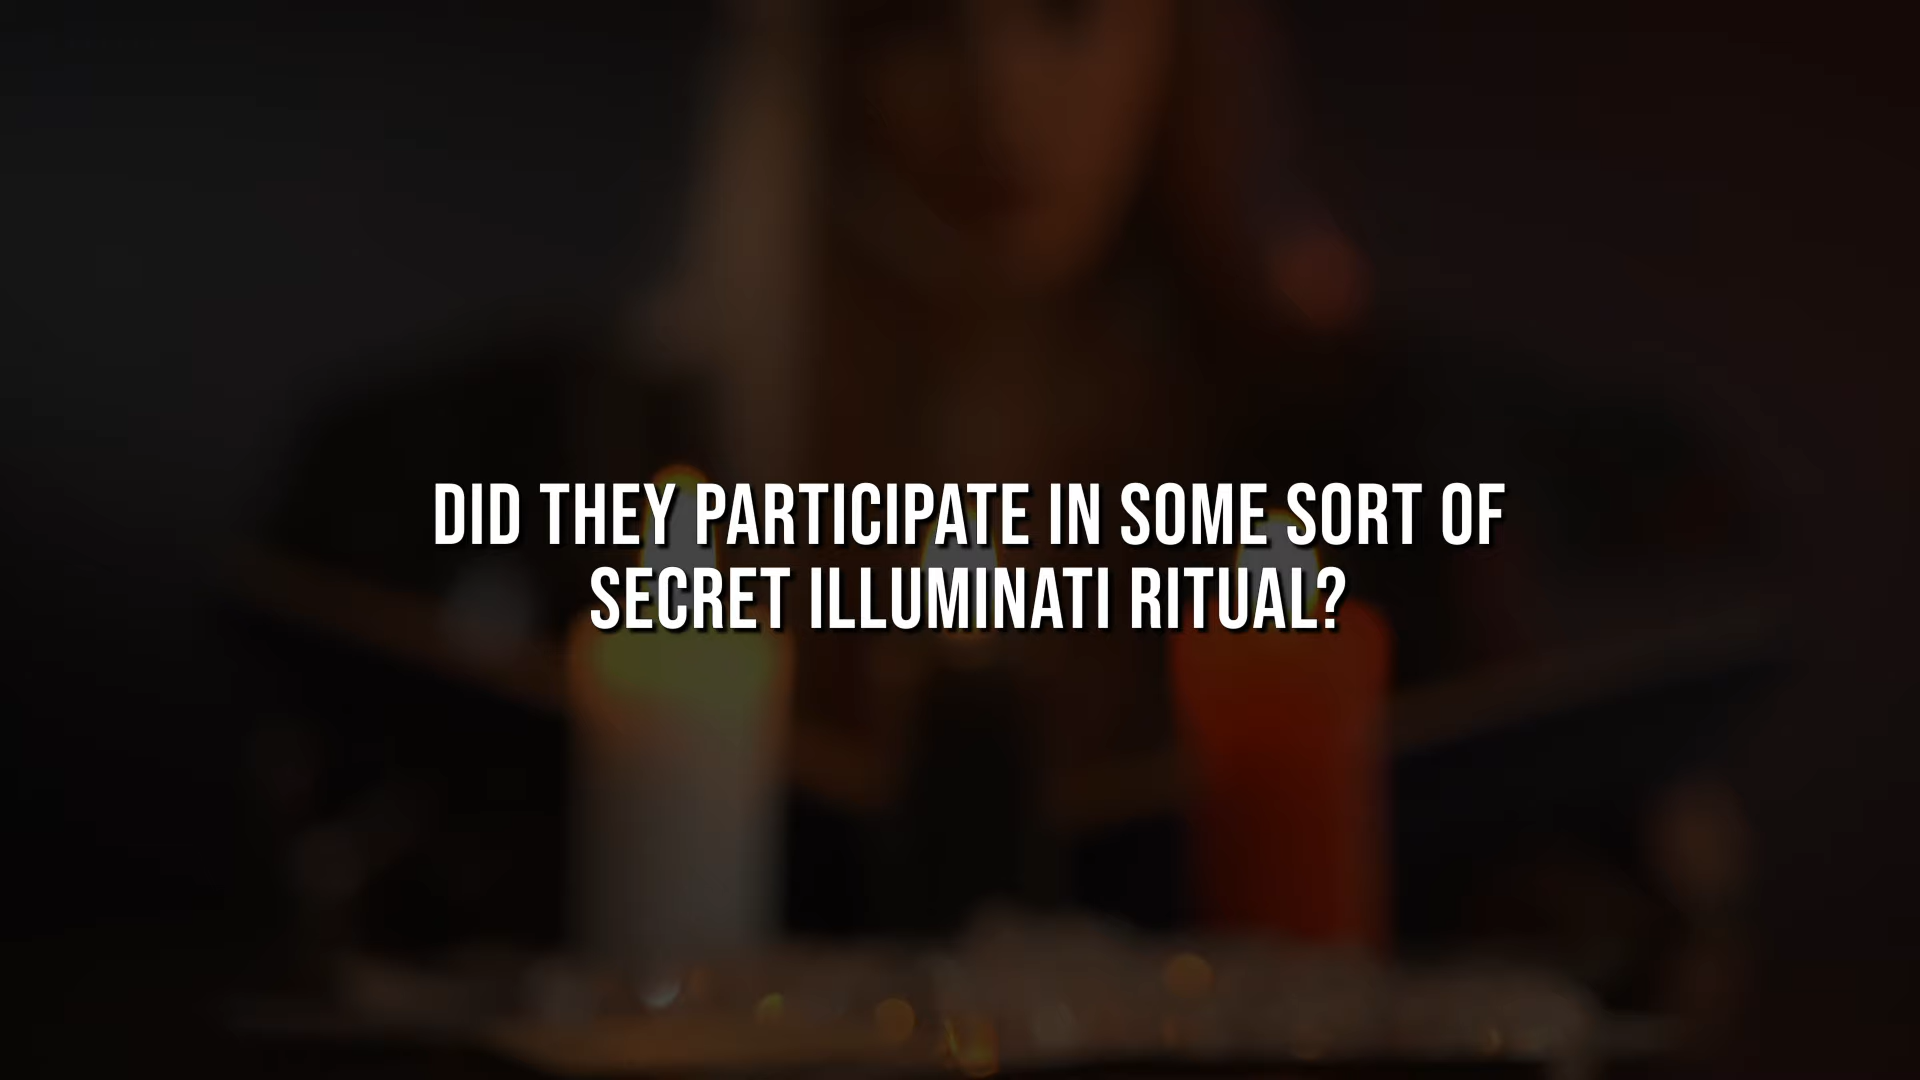 DID THEY PARTICIPATE IN SOME SORT OF
SECRET ILLUMINATI RITUAL?